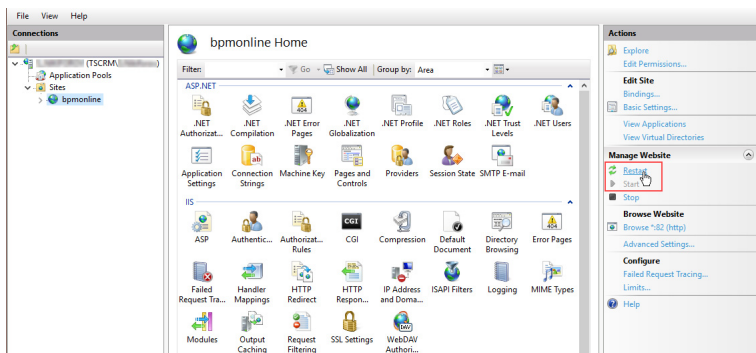 File View Help
Connections
(TSCRM\
Application Pools
Sites
bpmonline
bpmonline Home
Filter: Go Show All Group by: Area
ASP.NET
.NET Authorizat... .NET Compilation .NET Error Pages .NET Globalization .NET Profile .NET Roles .NET Trust Levels .NET Users
Application Settings Connection Strings Machine Key Pages and Controls Providers Session State SMTP E-mail
IIS
ASP Authentic... Authorizat... Rules CGI Compression Default Document Directory Browsing Error Pages
Failed Request Tra... Handler Mappings HTTP Redirect HTTP Respon... IP Address and Doma... ISAPI Filters Logging MIME Types
Modules Output Caching Request Filtering SSL Settings WebDAV Authori...
Actions
Explore
Edit Permissions...
Edit Site
Bindings...
Basic Settings...
View Applications
View Virtual Directories
Manage Website
Restart
Start
Stop
Browse Website
Browse *:82 (http)
Advanced Settings...
Configure
Failed Request Tracing...
Limits...
Help